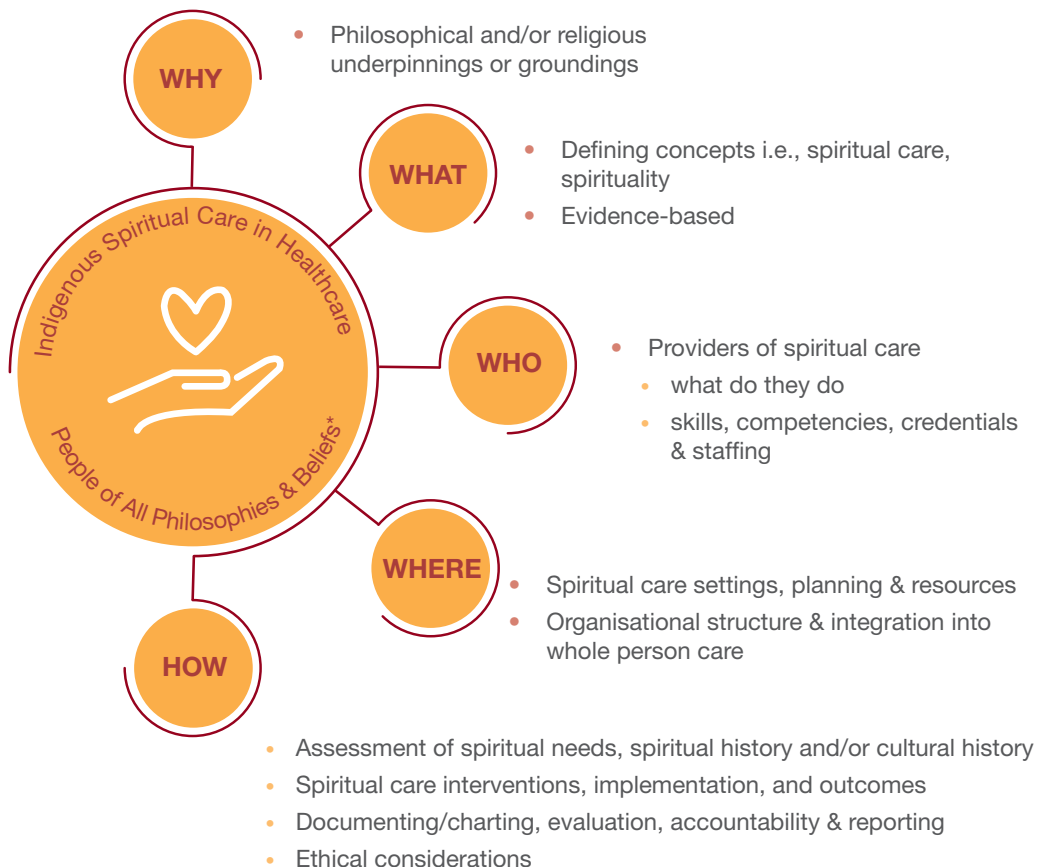 WHY
• Philosophical and/or religious
underpinnings or groundings
WHAT
• Defining concepts i.e., spiritual care,
spirituality
• Evidence-based
Indigenous Spiritual Care in Healthcare
People of All Philosophies & Beliefs*
WHO
• Providers of spiritual care
• what do they do
• skills, competencies, credentials
& staffing
WHERE
• Spiritual care settings, planning & resources
• Organisational structure & integration into
whole person care
HOW
• Assessment of spiritual needs, spiritual history and/or cultural history
• Spiritual care interventions, implementation, and outcomes
• Documenting/charting, evaluation, accountability & reporting
• Ethical considerations